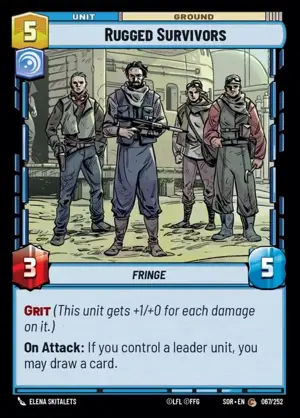 UNIT GROUND
5 RUGGED SURVIVORS
3 5
FRINGE
GRIT (This unit gets +1/+0 for each damage
on it.)
On Attack: If you control a leader unit, you
may draw a card.
ELENA SKITALETS ©LFL ©FFG SOR • EN C 067/252